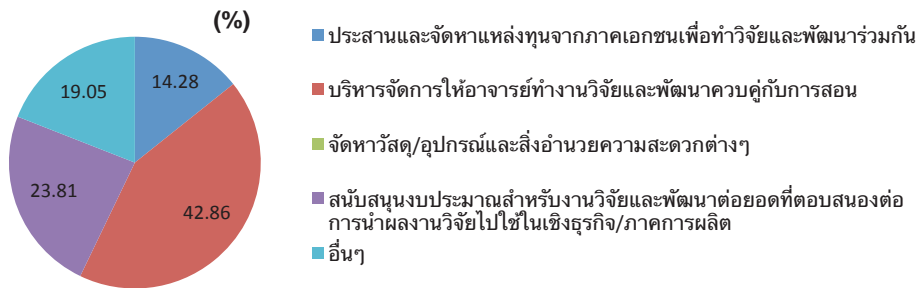 (%)
14.28
42.86
23.81
19.05
ประสานและจัดหาแหล่งทุนจากภาคเอกชนเพื่อทำวิจัยและพัฒนาร่วมกัน
บริหารจัดการให้อาจารย์ทำงานวิจัยและพัฒนาควบคู่กับการสอน
จัดหาวัสดุ/อุปกรณ์และสิ่งอำนวยความสะดวกต่างๆ
สนับสนุนงบประมาณสำหรับงานวิจัยและพัฒนาต่อยอดที่ตอบสนองต่อ
การนำผลงานวิจัยไปใช้ในเชิงธุรกิจ/ภาคการผลิต
อื่นๆ